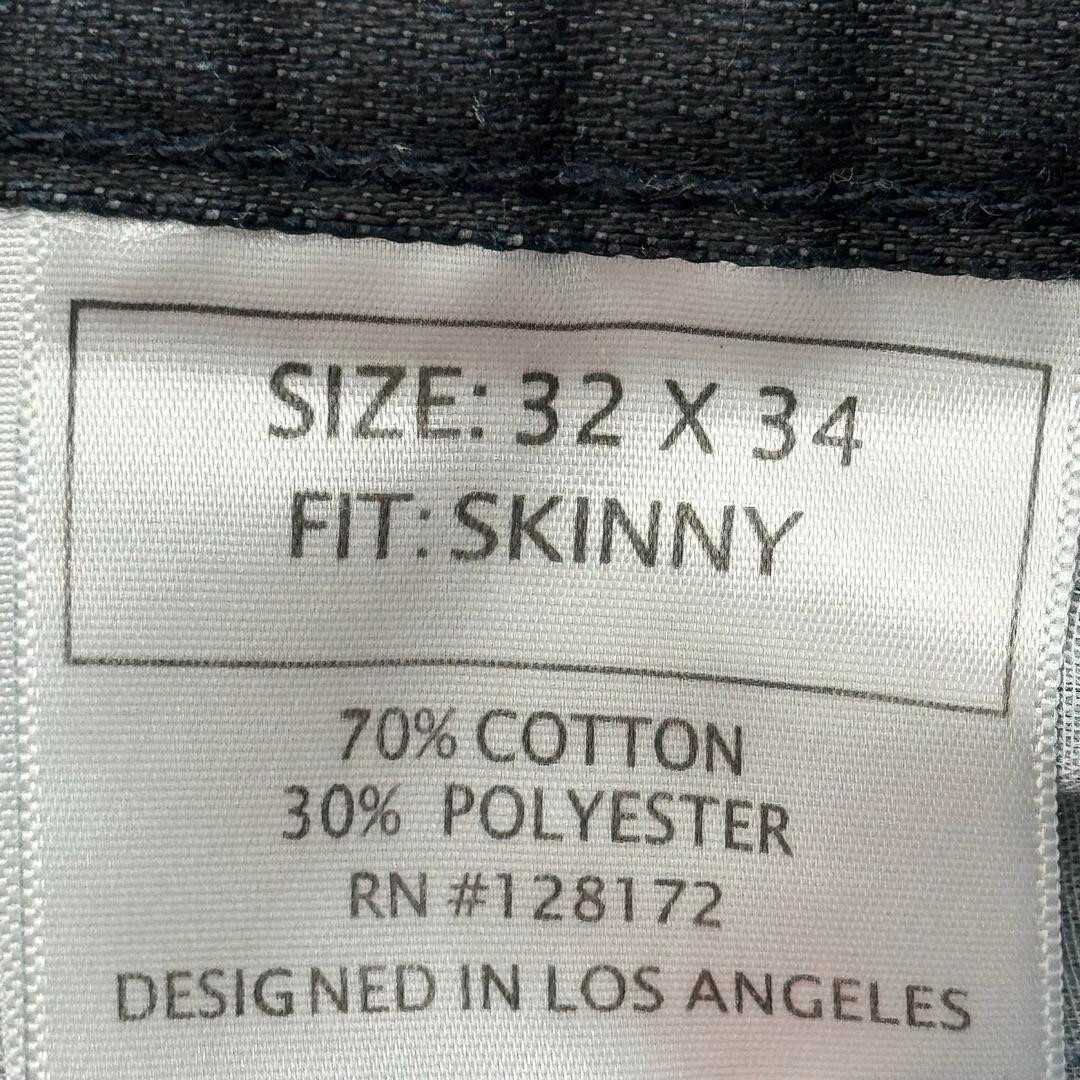 SIZE: 32 X 34
FIT: SKINNY
70% COTTON
30% POLYESTER
RN #128172
DESIGNED IN LOS ANGELES